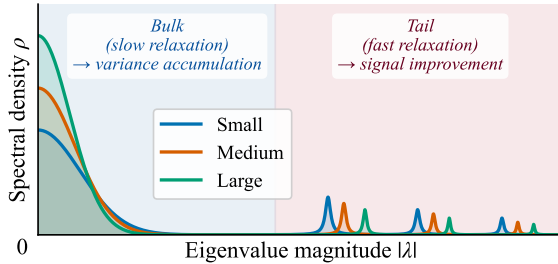 Bulk
(slow relaxation)
→ variance accumulation
Tail
(fast relaxation)
→ signal improvement
Spectral density ρ
Small
Medium
Large
0
Eigenvalue magnitude |λ|